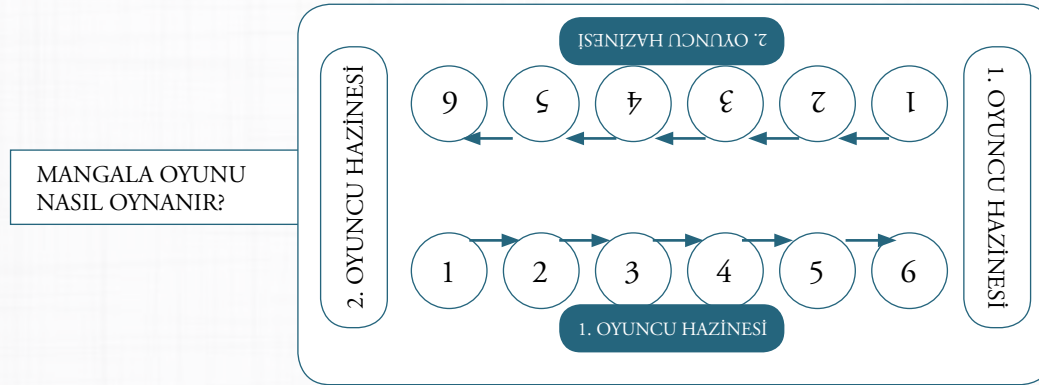 MANGALA OYUNU
NASIL OYNANIR?
2. OYUNCU HAZİNESİ
2. OYUNCU HAZİNESİ
6 5 4 3 2 1
1 2 3 4 5 6
1. OYUNCU HAZİNESİ
1. OYUNCU HAZİNESİ